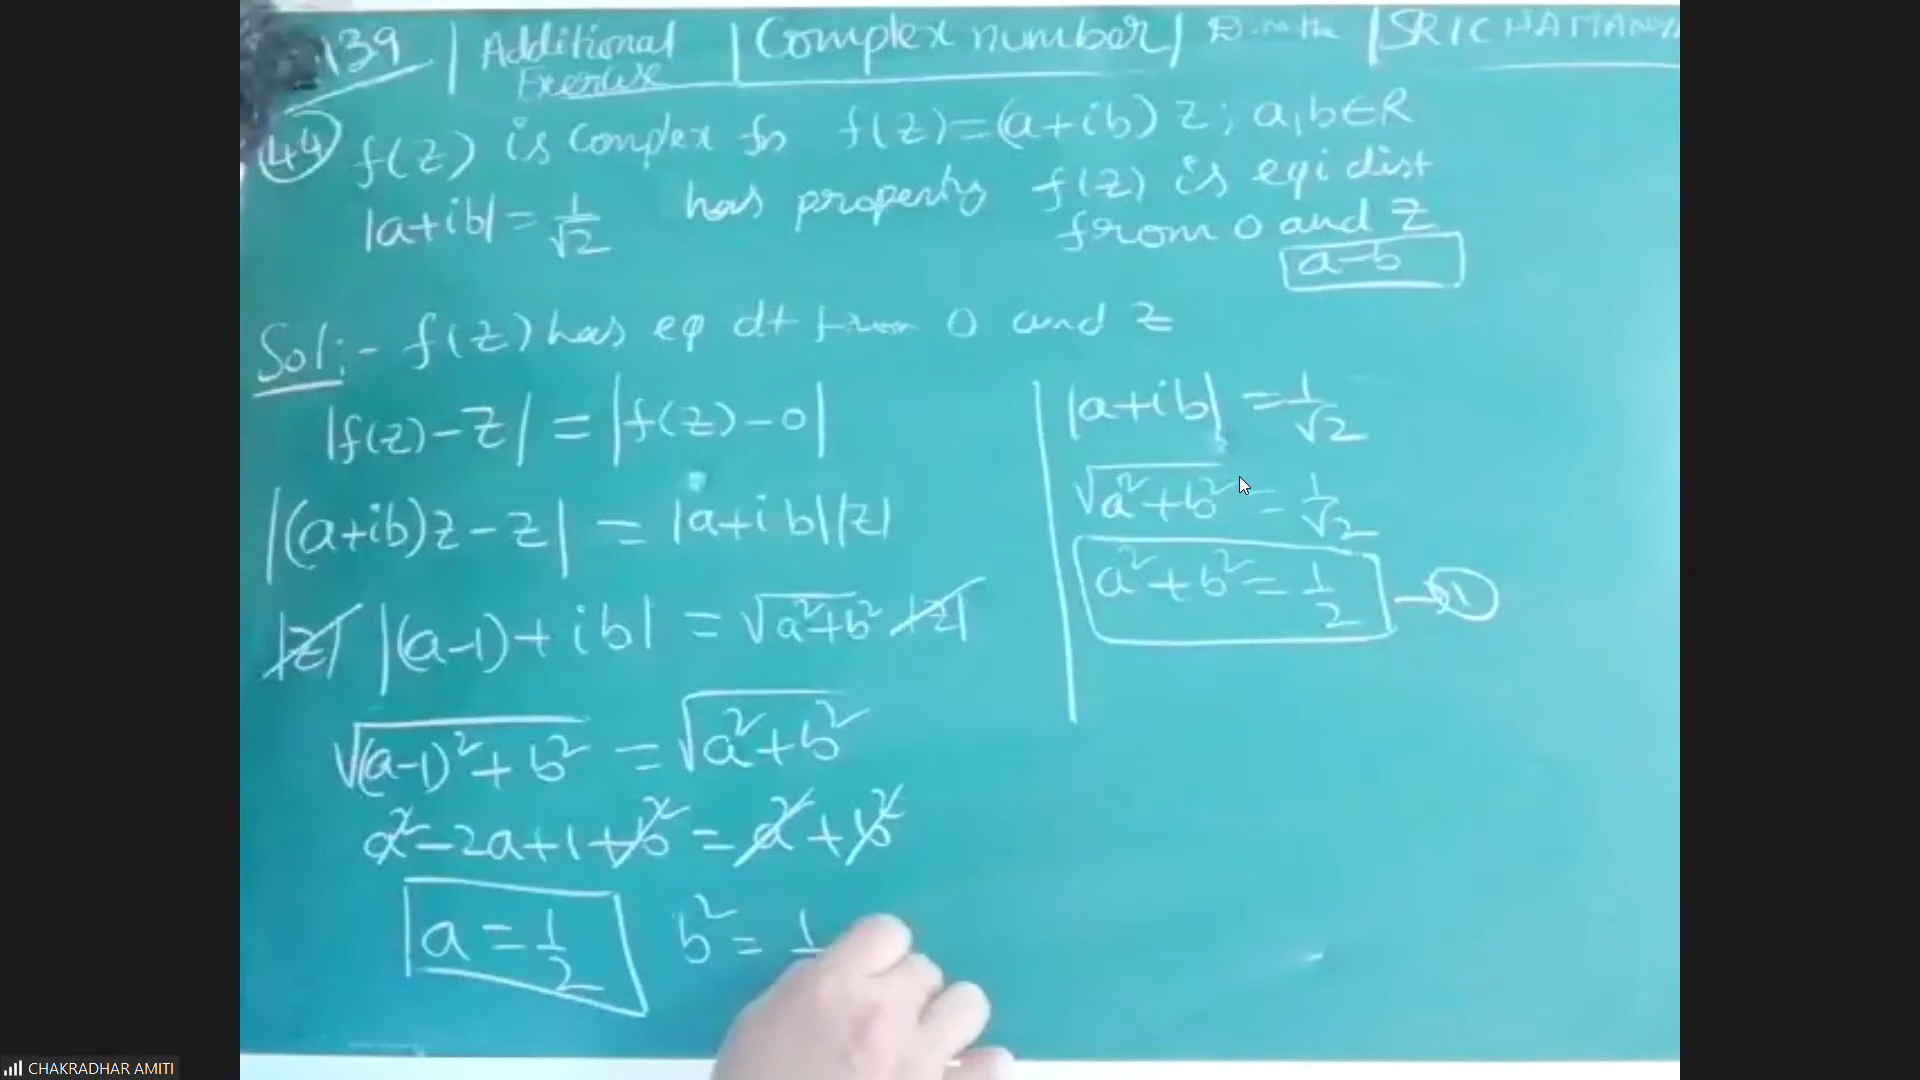 139 | Additional Exercise | Complex number | | SRICHAITANYA
44 f(z) is complex fn f(z)=(a+ib) z; a,b∈R
|a+ib| = 1/√2 has property f(z) is eqi dist
from 0 and z
a-b
Sol:- f(z) has eq dt from 0 and z
|f(z)-z| = |f(z)-0|
|(a+ib)z-z| = |a+ib||z|
|z| |(a-1)+ib| = √a²+b² |z|
√(a-1)²+b² = √a²+b²
a²-2a+1+b² = a²+b²
a = 1/2 b² = 1
|a+ib| = 1/√2
√a²+b² = 1/√2
a²+b² = 1/2 → 1
CHAKRADHAR AMITI